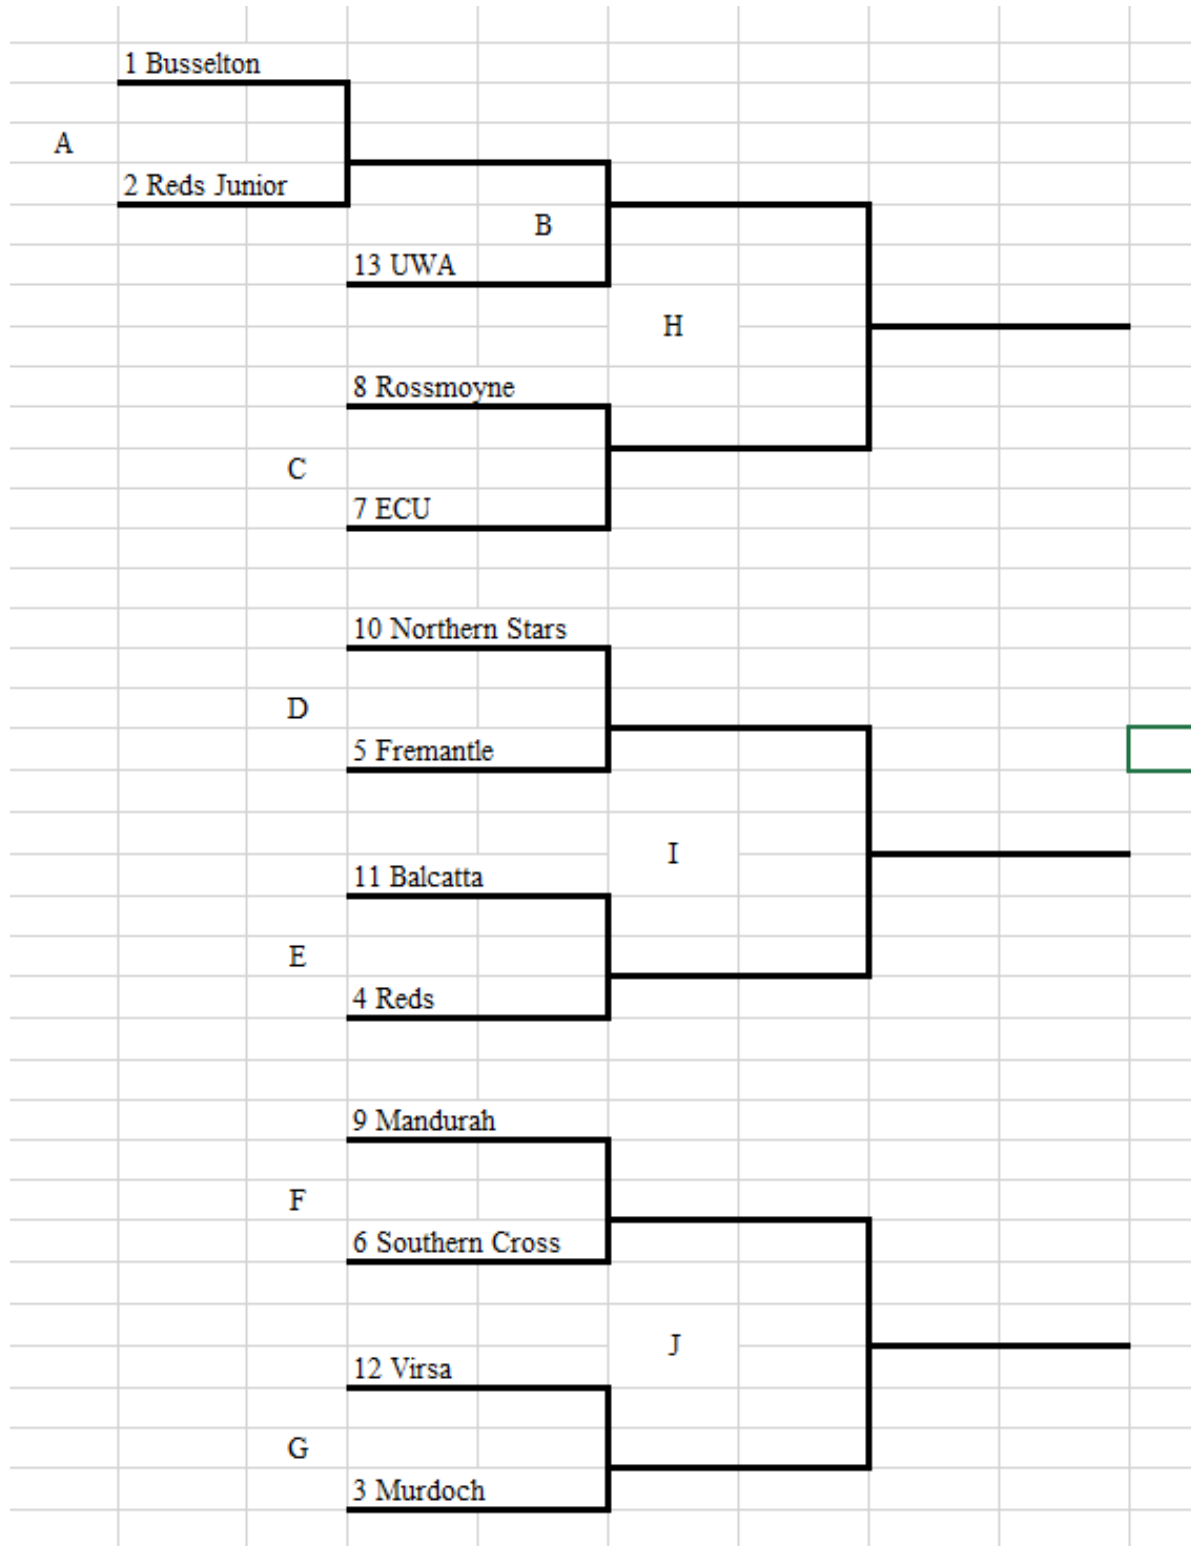 1 Busselton
A
2 Reds Junior
B
13 UWA
H
8 Rossmoyne
C
7 ECU
10 Northern Stars
D
5 Fremantle
I
11 Balcatta
E
4 Reds
9 Mandurah
F
6 Southern Cross
J
12 Virsa
G
3 Murdoch